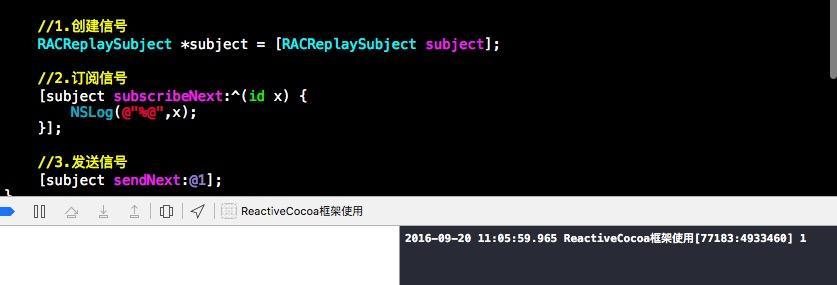 //1.创建信号
RACReplaySubject *subject = [RACReplaySubject subject];
//2.订阅信号
[subject subscribeNext:^(id x) {
NSLog(@"%@",x);
}];
//3.发送信号
[subject sendNext:@1];
}
ReactiveCocoa框架使用
2016-09-20 11:05:59.965 ReactiveCocoa框架使用[77183:4933460] 1